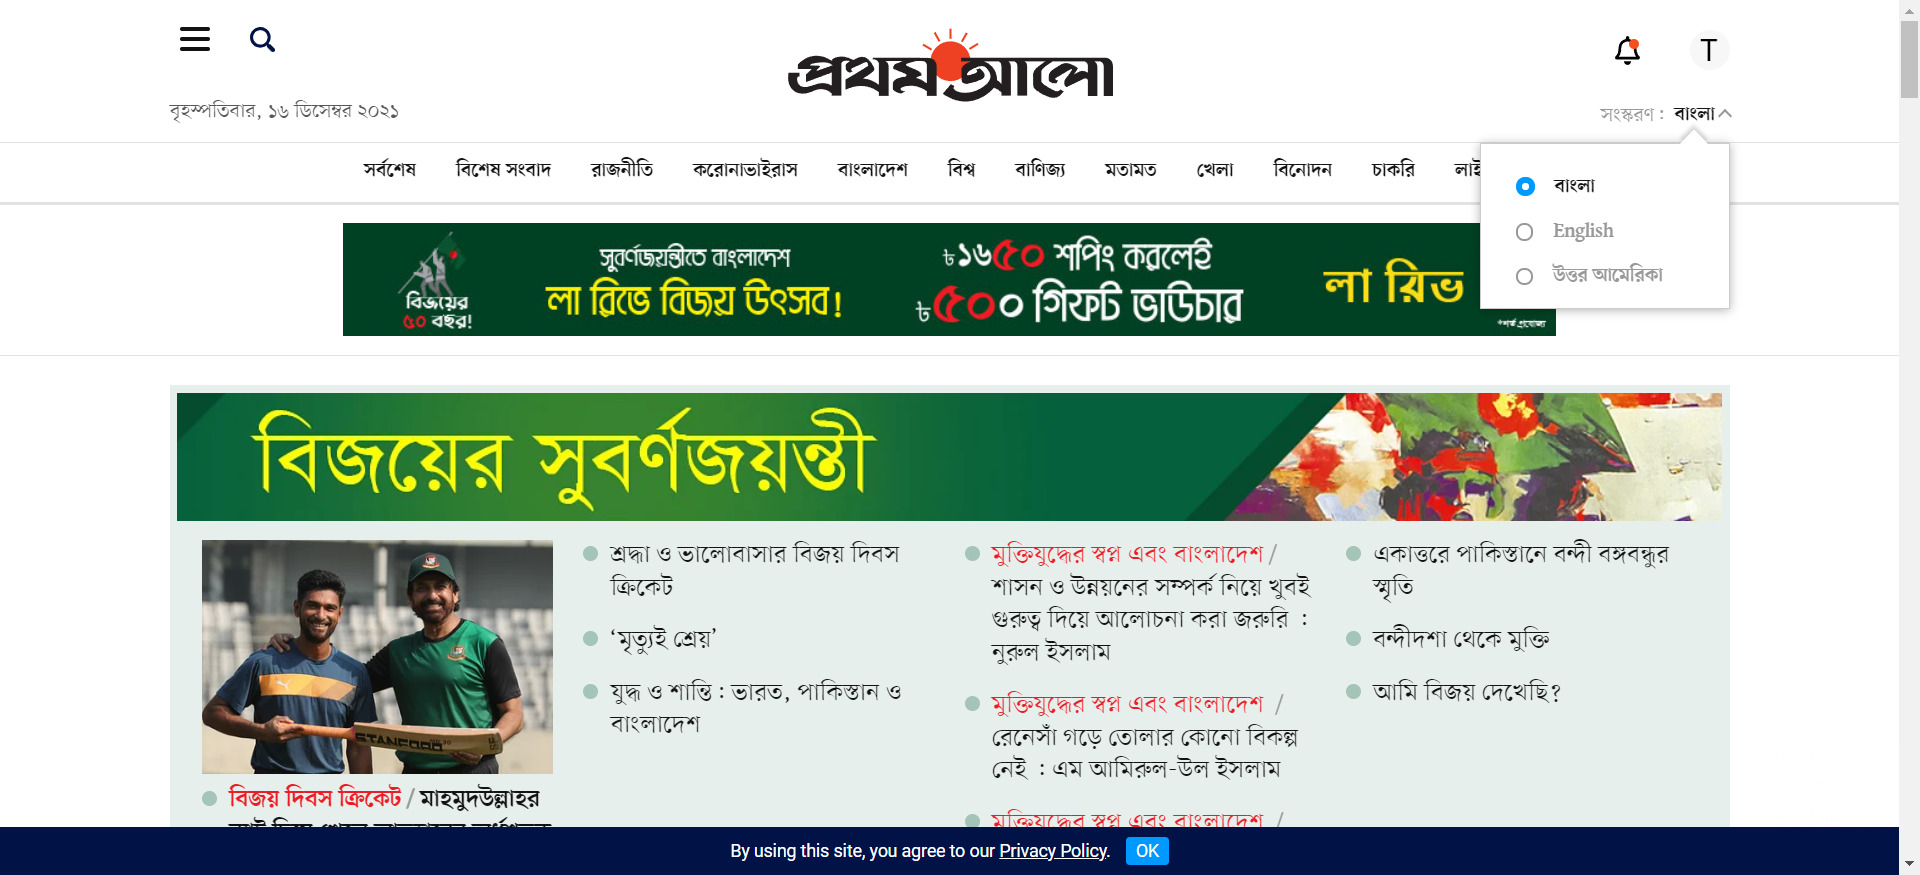 প্রথম আলো
T
বৃহস্পতিবার, ১৬ ডিসেম্বর ২০২১
সংস্করণ : বাংলা
সর্বশেষ বিশেষ সংবাদ রাজনীতি করোনাভাইরাস বাংলাদেশ বিশ্ব বাণিজ্য মতামত খেলা বিনোদন চাকরি
বাংলা
English
উত্তর আমেরিকা
বিজয়ের
৫০ বছর!
সুবর্ণজয়ন্তীতে বাংলাদেশ
লা রিভে বিজয় উৎসব!
৳১৬৫০ শপিং করলেই
৳৫০০ গিফট ভাউচার
লা রিভ
*শর্ত প্রযোজ্য
বিজয়ের সুবর্ণজয়ন্তী
STANFORD
SF
বিজয় দিবস ক্রিকেট / মাহমুদউল্লাহর
শ্রদ্ধা ও ভালোবাসার বিজয় দিবস
ক্রিকেট
‘মৃত্যুই শ্রেয়’
যুদ্ধ ও শান্তি : ভারত, পাকিস্তান ও
বাংলাদেশ
মুক্তিযুদ্ধের স্বপ্ন এবং বাংলাদেশ /
শাসন ও উন্নয়নের সম্পর্ক নিয়ে খুবই
গুরুত্ব দিয়ে আলোচনা করা জরুরি :
নুরুল ইসলাম
মুক্তিযুদ্ধের স্বপ্ন এবং বাংলাদেশ /
রেনেসাঁ গড়ে তোলার কোনো বিকল্প
নেই : এম আমিরুল-উল ইসলাম
মুক্তিযুদ্ধের স্বপ্ন এবং বাংলাদেশ /
একাত্তরে পাকিস্তানে বন্দী বঙ্গবন্ধুর
স্মৃতি
বন্দীদশা থেকে মুক্তি
আমি বিজয় দেখেছি?
By using this site, you agree to our Privacy Policy. OK